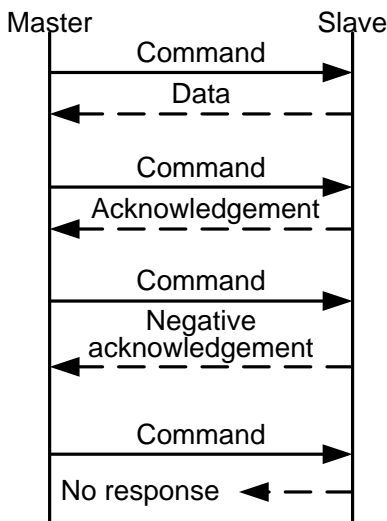 Master Slave
Command
Data
Command
Acknowledgement
Command
Negative
acknowledgement
Command
No response